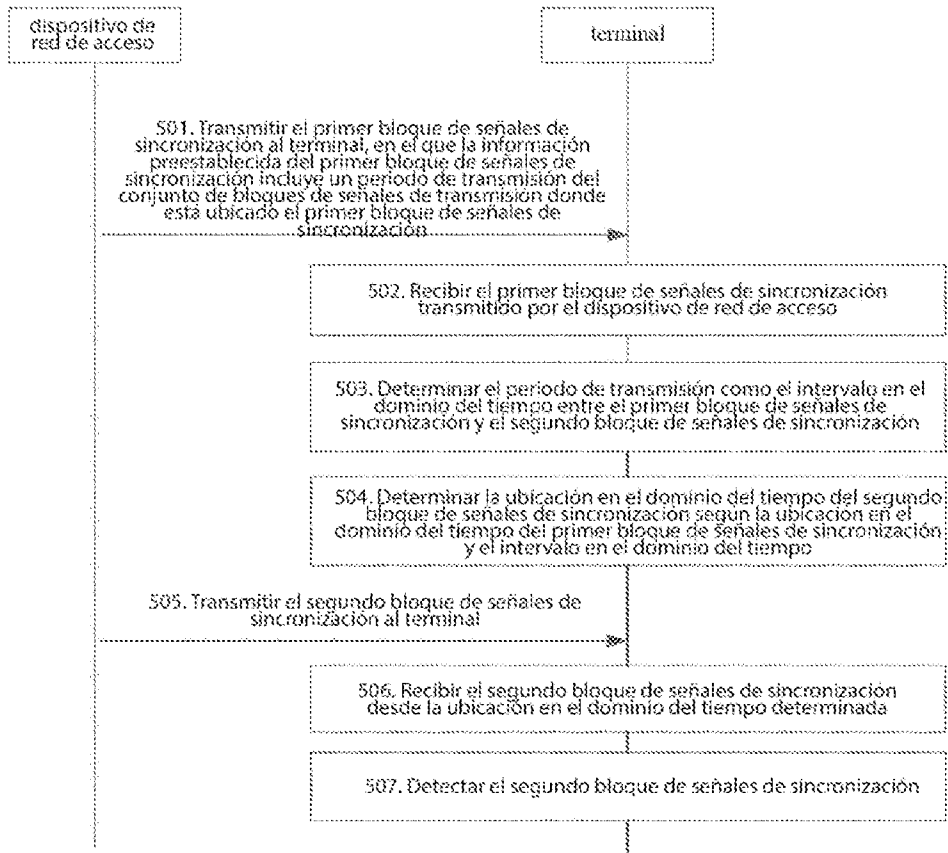 dispositivo de
red de acceso
terminal
501. Transmitir el primer bloque de señales de
sincronización al terminal, en el que la información
preestablecida del primer bloque de señales de
sincronización incluye un periodo de transmisión del
conjunto de bloques de señales de transmisión donde
está ubicado el primer bloque de señales de
sincronización
502. Recibir el primer bloque de señales de sincronización
transmitido por el dispositivo de red de acceso
503. Determinar el periodo de transmisión como el intervalo en el
dominio del tiempo entre el primer bloque de señales de
sincronización y el segundo bloque de señales de sincronización
504. Determinar la ubicación en el dominio del tiempo del segundo
bloque de señales de sincronización según la ubicación en el
dominio del tiempo del primer bloque de señales de sincronización
y el intervalo en el dominio del tiempo
505. Transmitir el segundo bloque de señales de
sincronización al terminal
506. Recibir el segundo bloque de señales de sincronización
desde la ubicación en el dominio del tiempo determinada
507. Detectar el segundo bloque de señales de sincronización